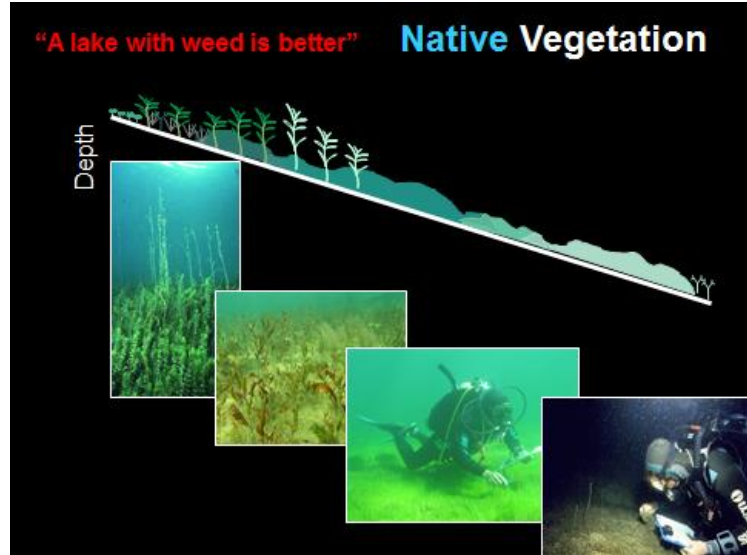 “A lake with weed is better”
Native Vegetation
Depth